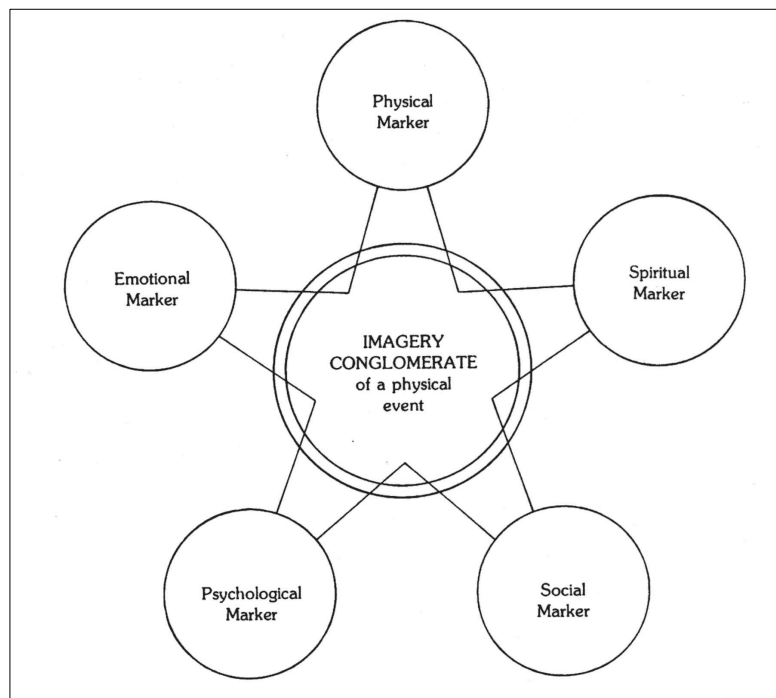 Physical
Marker
Emotional
Marker
Spiritual
Marker
IMAGERY
CONGLOMERATE
of a physical
event
Psychological
Marker
Social
Marker